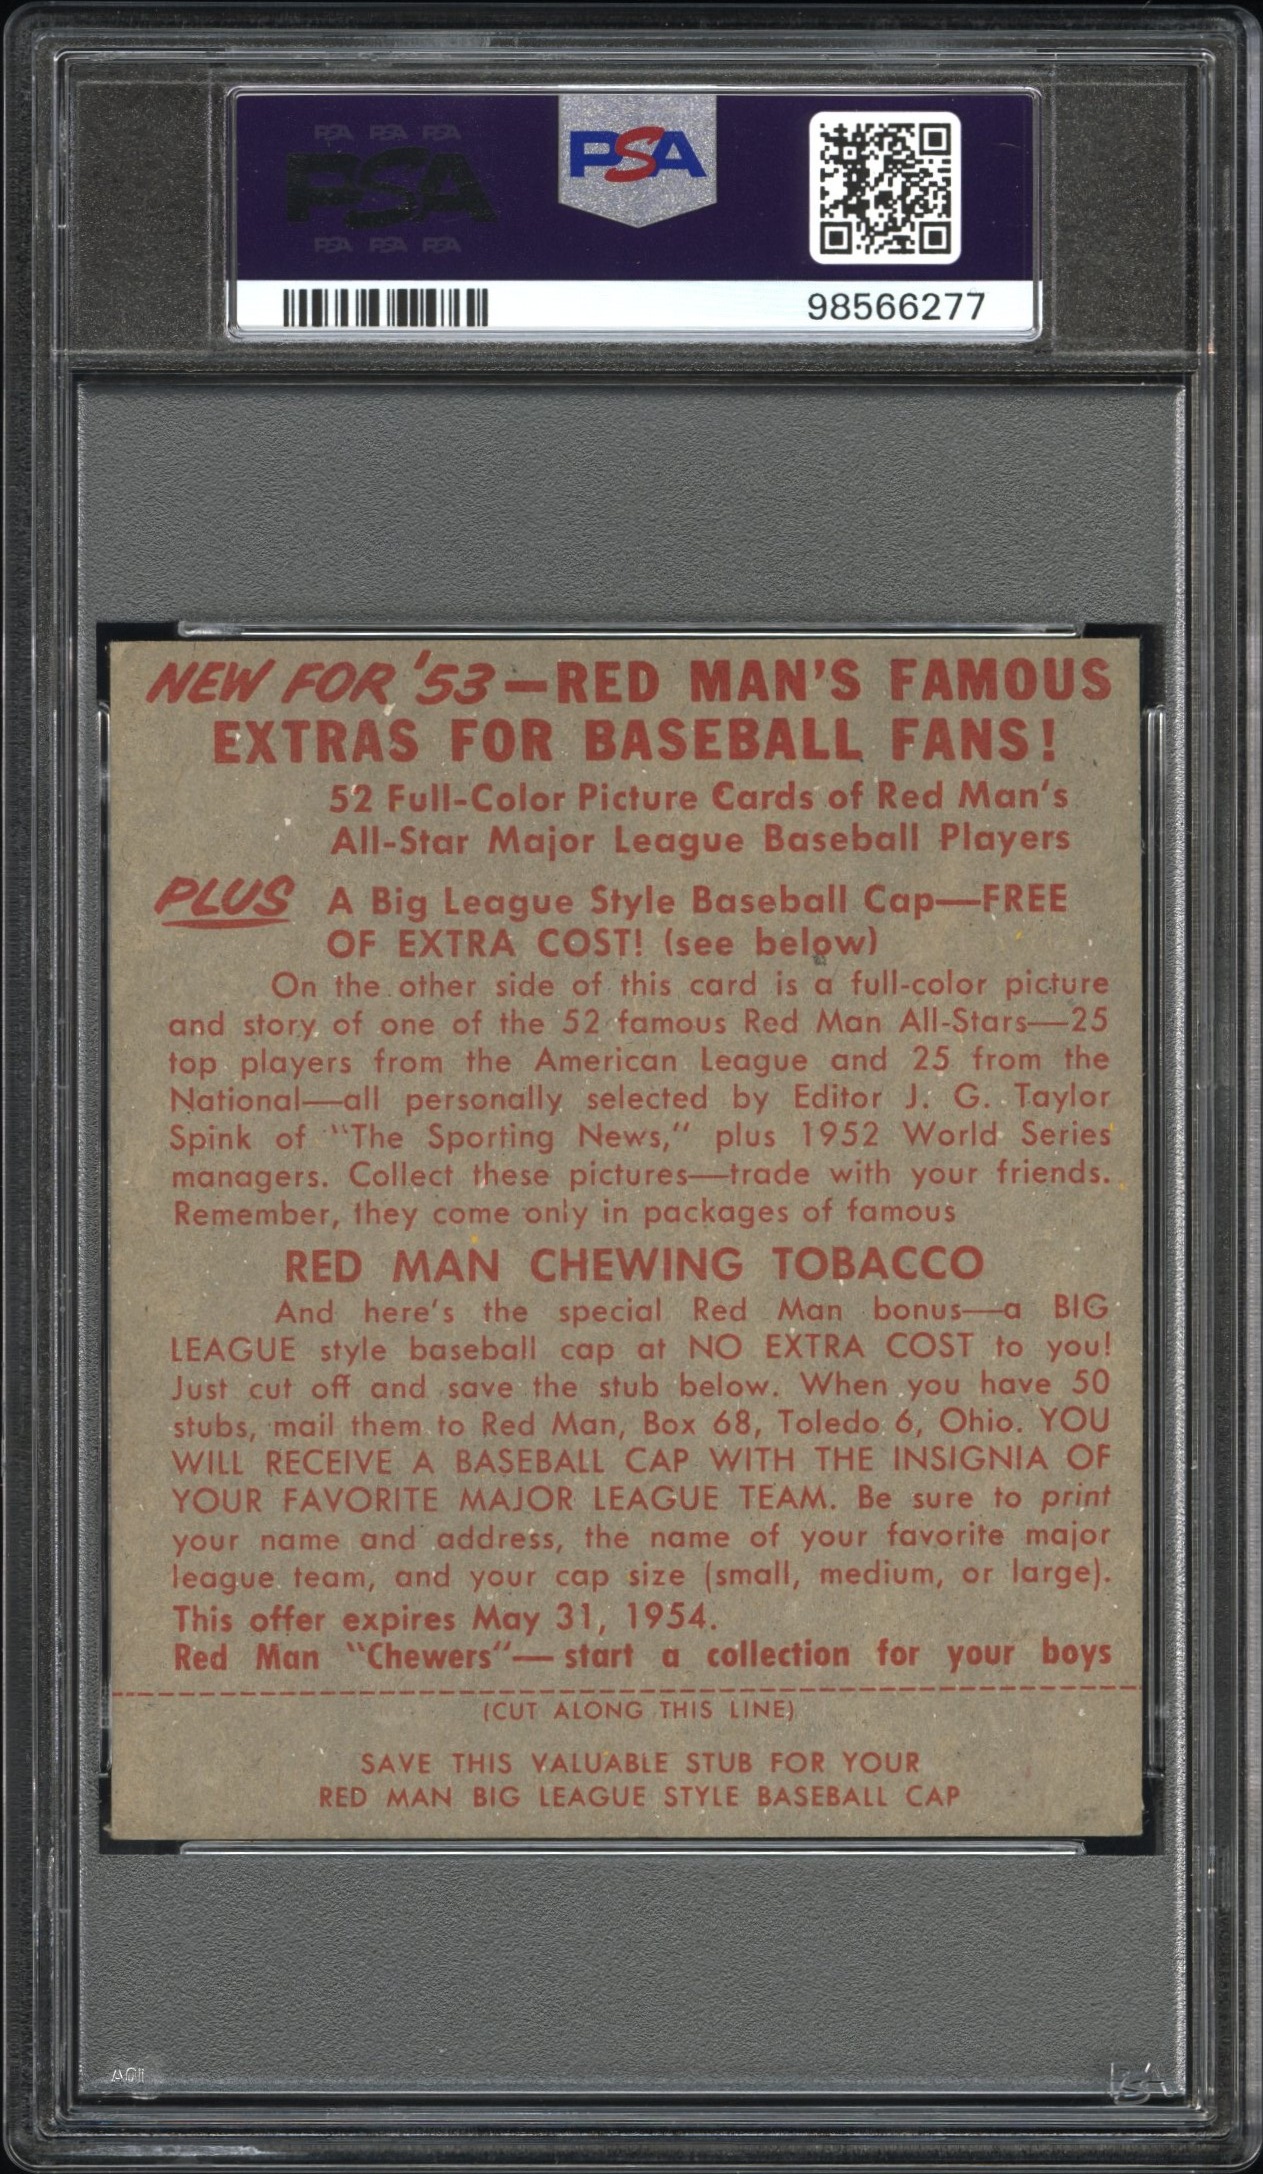 PSA PSA PSA
PSA
PSA PSA PSA
PSA
98566277
NEW FOR '53—RED MAN'S FAMOUS
EXTRAS FOR BASEBALL FANS!
52 Full-Color Picture Cards of Red Man's
All-Star Major League Baseball Players
PLUS A Big League Style Baseball Cap—FREE
OF EXTRA COST! (see below)
On the other side of this card is a full-color picture
and story of one of the 52 famous Red Man All-Stars—25
top players from the American League and 25 from the
National—all personally selected by Editor J. G. Taylor
Spink of "The Sporting News," plus 1952 World Series
managers. Collect these pictures—trade with your friends.
Remember, they come only in packages of famous
RED MAN CHEWING TOBACCO
And here's the special Red Man bonus—a BIG
LEAGUE style baseball cap at NO EXTRA COST to you!
Just cut off and save the stub below. When you have 50
stubs, mail them to Red Man, Box 68, Toledo 6, Ohio. YOU
WILL RECEIVE A BASEBALL CAP WITH THE INSIGNIA OF
YOUR FAVORITE MAJOR LEAGUE TEAM. Be sure to print
your name and address, the name of your favorite major
league team, and your cap size (small, medium, or large).
This offer expires May 31, 1954.
Red Man "Chewers"—start a collection for your boys
(CUT ALONG THIS LINE)
SAVE THIS VALUABLE STUB FOR YOUR
RED MAN BIG LEAGUE STYLE BASEBALL CAP
PSA